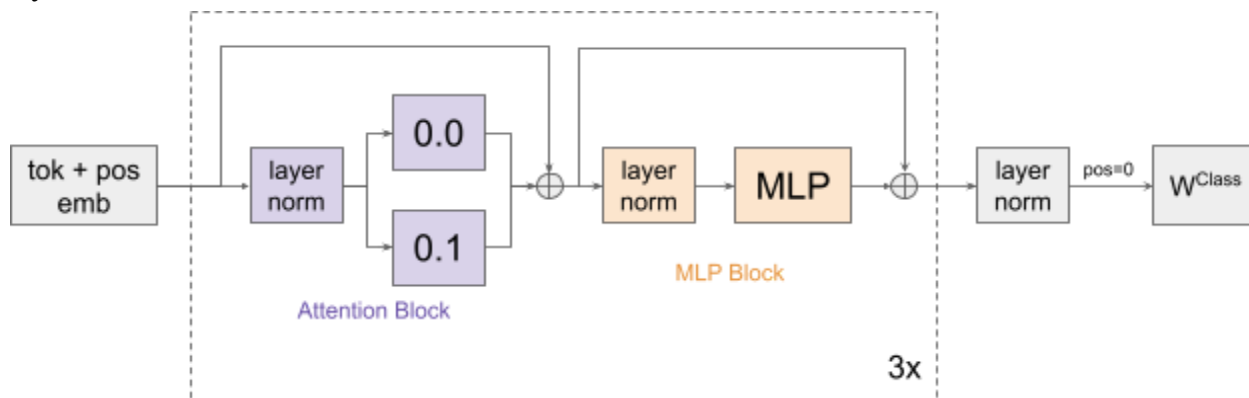 tok + pos
emb
layer
norm
0.0
0.1
Attention Block
layer
norm
MLP
MLP Block
3x
layer
norm
pos=0
W^Class